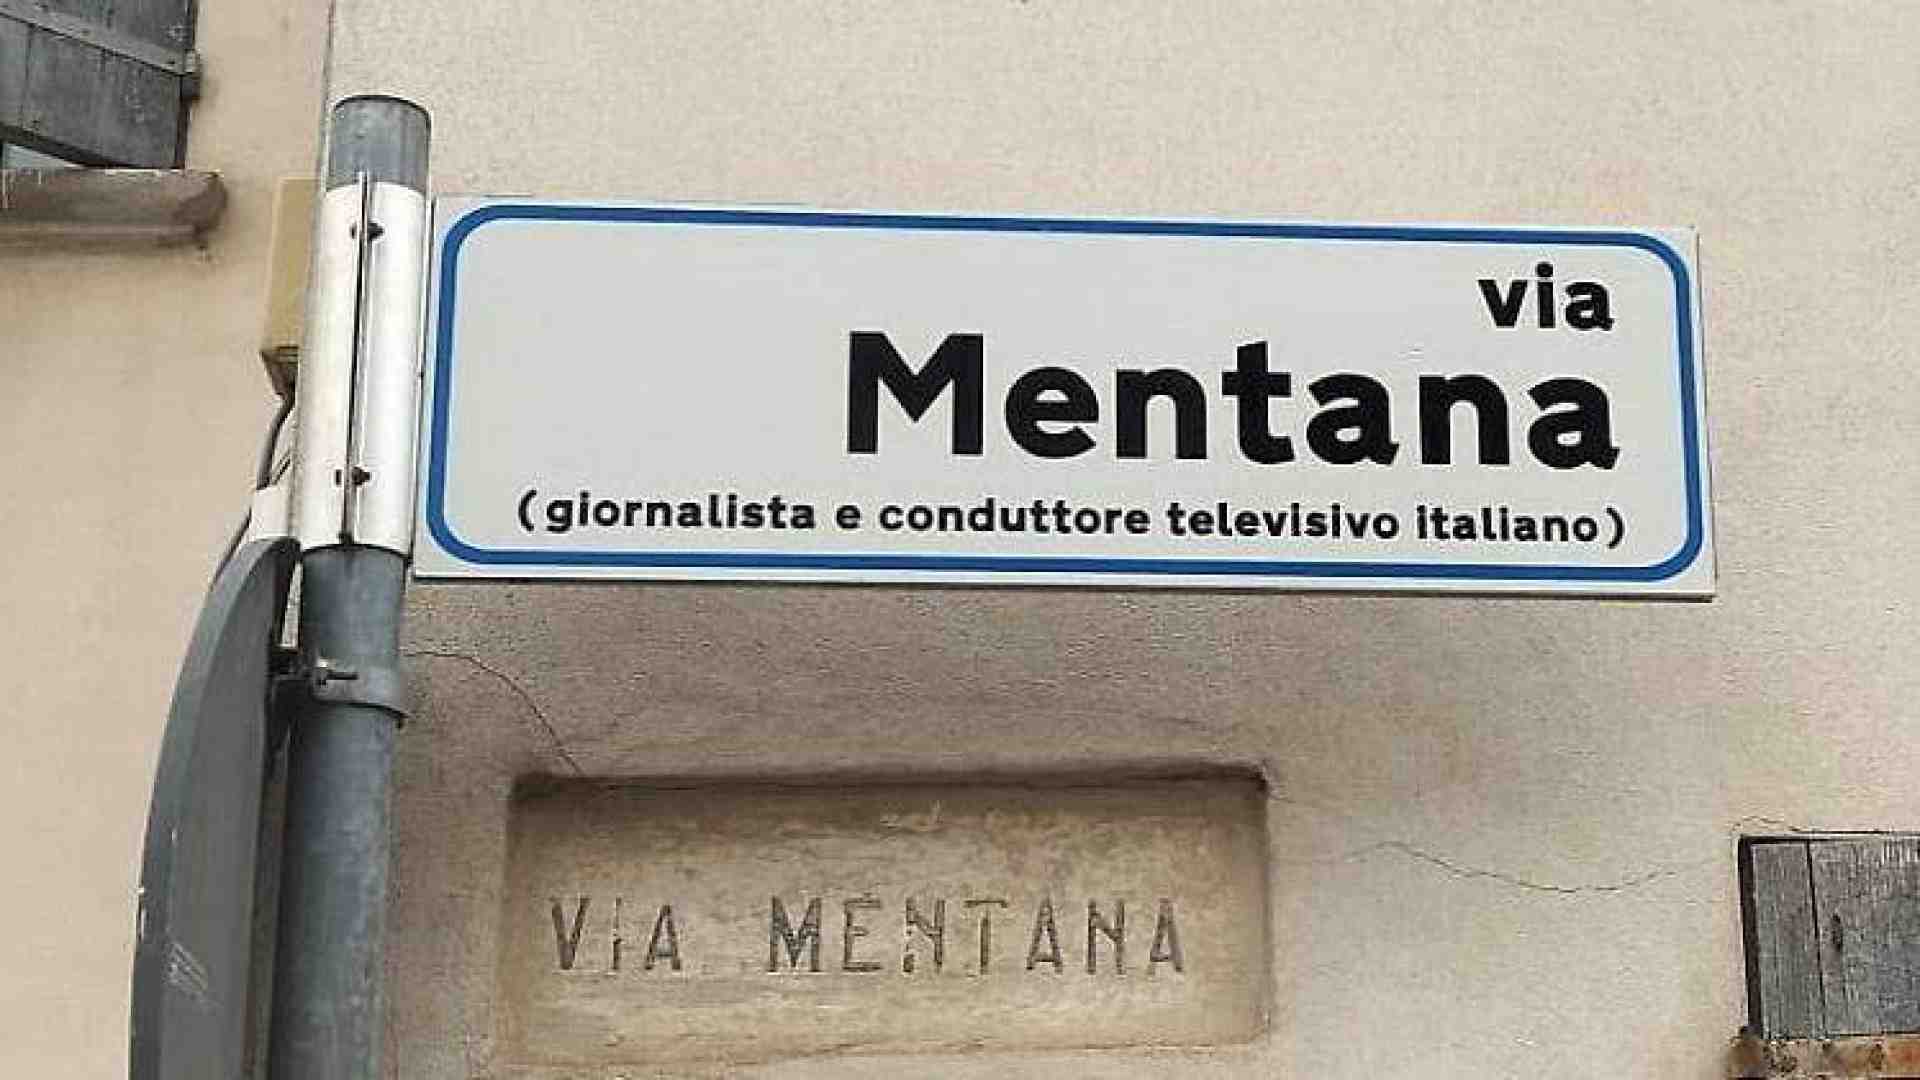 via
Mentana
(giornalista e conduttore televisivo italiano)
ViA MENTANA